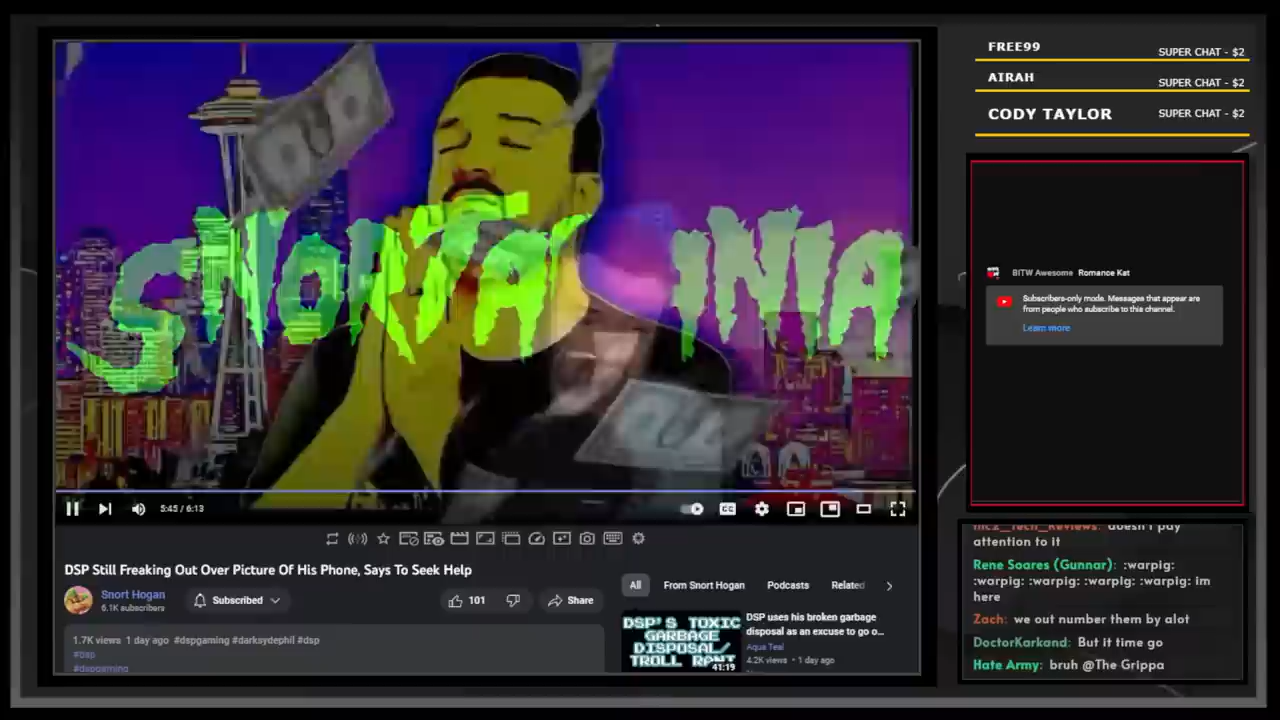 FREE99
SUPER CHAT - $2
AIRAH
SUPER CHAT - $2
CODY TAYLOR
SUPER CHAT - $2
5:45 / 6:13
CC
DSP Still Freaking Out Over Picture Of His Phone, Says To Seek Help
Snort Hogan
6.1K subscribers
Subscribed
101
Share
1.7K views 1 day ago #dspgaming #darksydephil #dsp
#dsp
#dspgaming
All
From Snort Hogan
Podcasts
Related
DSP'S TOXIC
GARBAGE
DISPOSAL/
TROLL RANT
41:19
DSP uses his broken garbage
disposal as an excuse to go o...
Aqua Teal
4.2K views • 1 day ago
BITW Awesome Romance Kat
Subscribers-only mode. Messages that appear are
from people who subscribe to this channel.
Learn more
doesn't pay
attention to it
Rene Soares (Gunnar): :warpig:
:warpig: :warpig: :warpig: :warpig: im
here
Zach: we out number them by alot
DoctorKarkand: But it time go
Hate Army: bruh @The Grippa